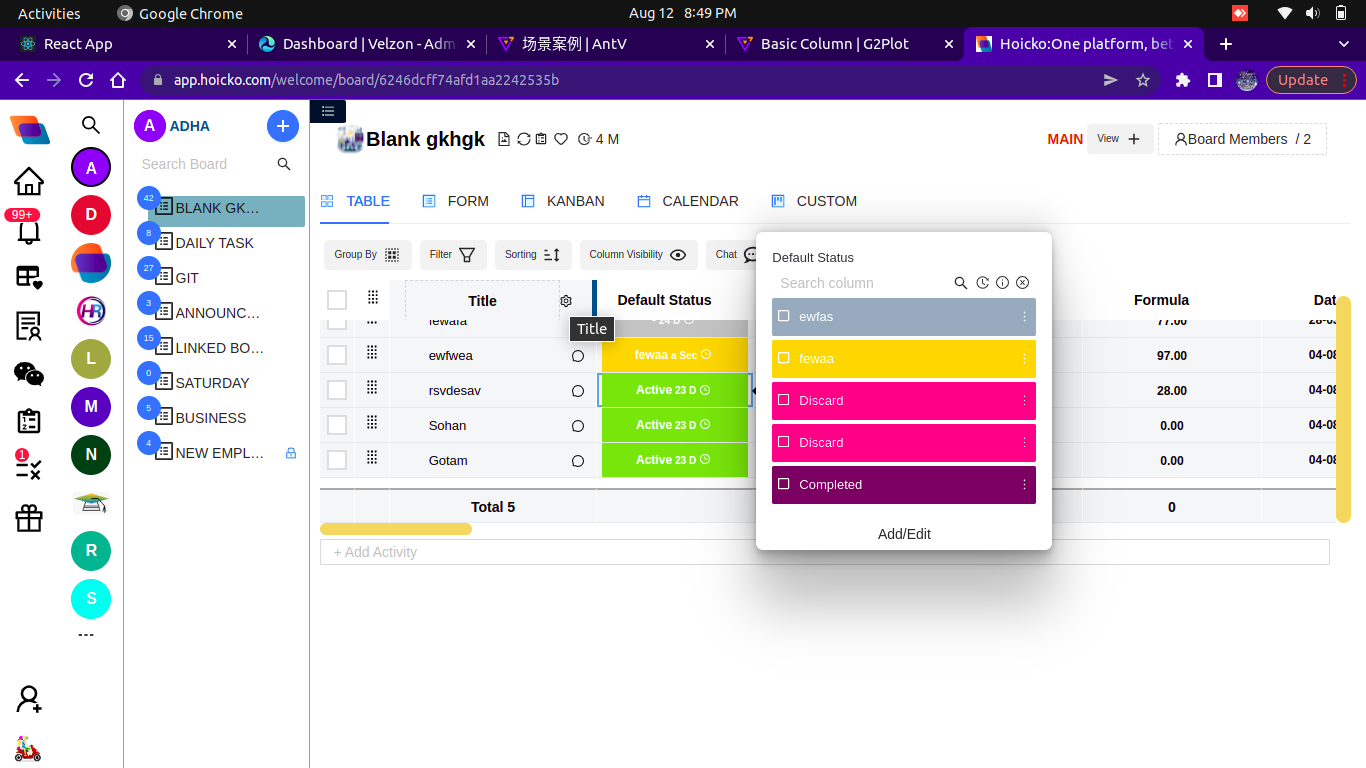 Activities
Google Chrome
Aug 12 8:49 PM
React App
Dashboard | Velzon - Adm
场景案例 | AntV
Basic Column | G2Plot
Hoicko:One platform, bet
app.hoicko.com/welcome/board/6246dcff74afd1aa2242535b
Update
A
ADHA
Blank gkhgk
4 M
MAIN
View
Board Members / 2
Search Board
A
D
99+
L
M
N
1
R
S
42
BLANK GK...
8
DAILY TASK
27
GIT
3
ANNOUNC...
15
LINKED BO...
0
SATURDAY
5
BUSINESS
4
NEW EMPL...
TABLE
FORM
KANBAN
CALENDAR
CUSTOM
Group By
Filter
Sorting
Column Visibility
Chat
Title
Default Status
Formula
Dat
Title
24 D
77.00
ewfwea
fewaa a Sec
97.00
04-08
rsvdesav
Active 23 D
28.00
04-08
Sohan
Active 23 D
0.00
04-08
Gotam
Active 23 D
0.00
04-08
Total 5
0
+ Add Activity
Default Status
Search column
ewfas
fewaa
Discard
Discard
Completed
Add/Edit